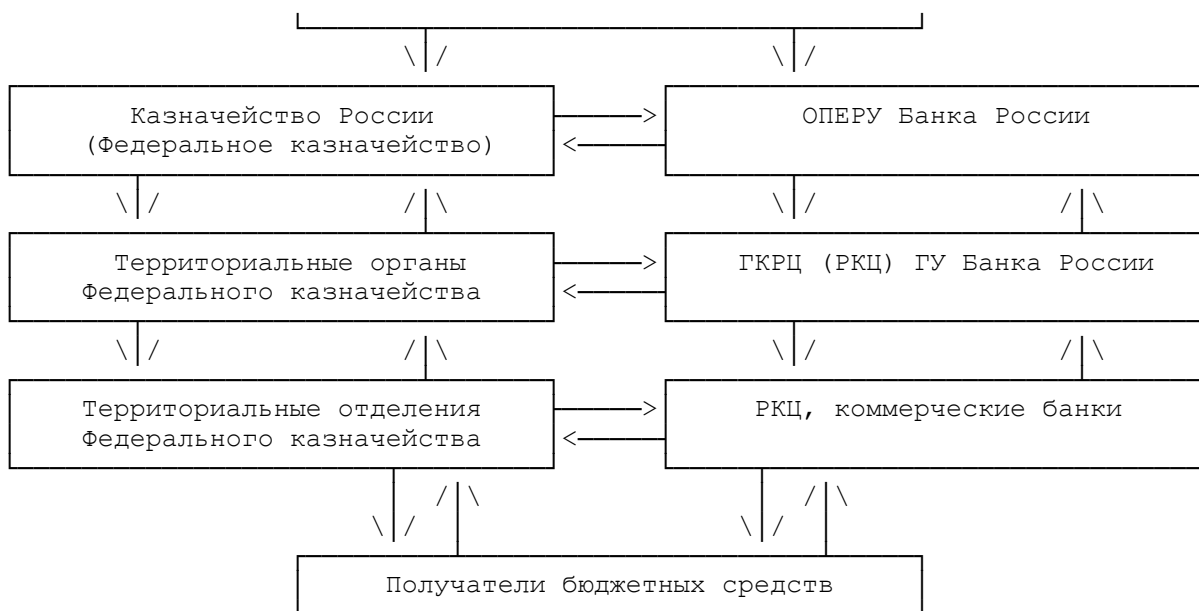 Казначейство России
(Федеральное казначейство)
ОПЕРУ Банка России
Территориальные органы
Федерального казначейства
ГКРЦ (РКЦ) ГУ Банка России
Территориальные отделения
Федерального казначейства
РКЦ, коммерческие банки
Получатели бюджетных средств